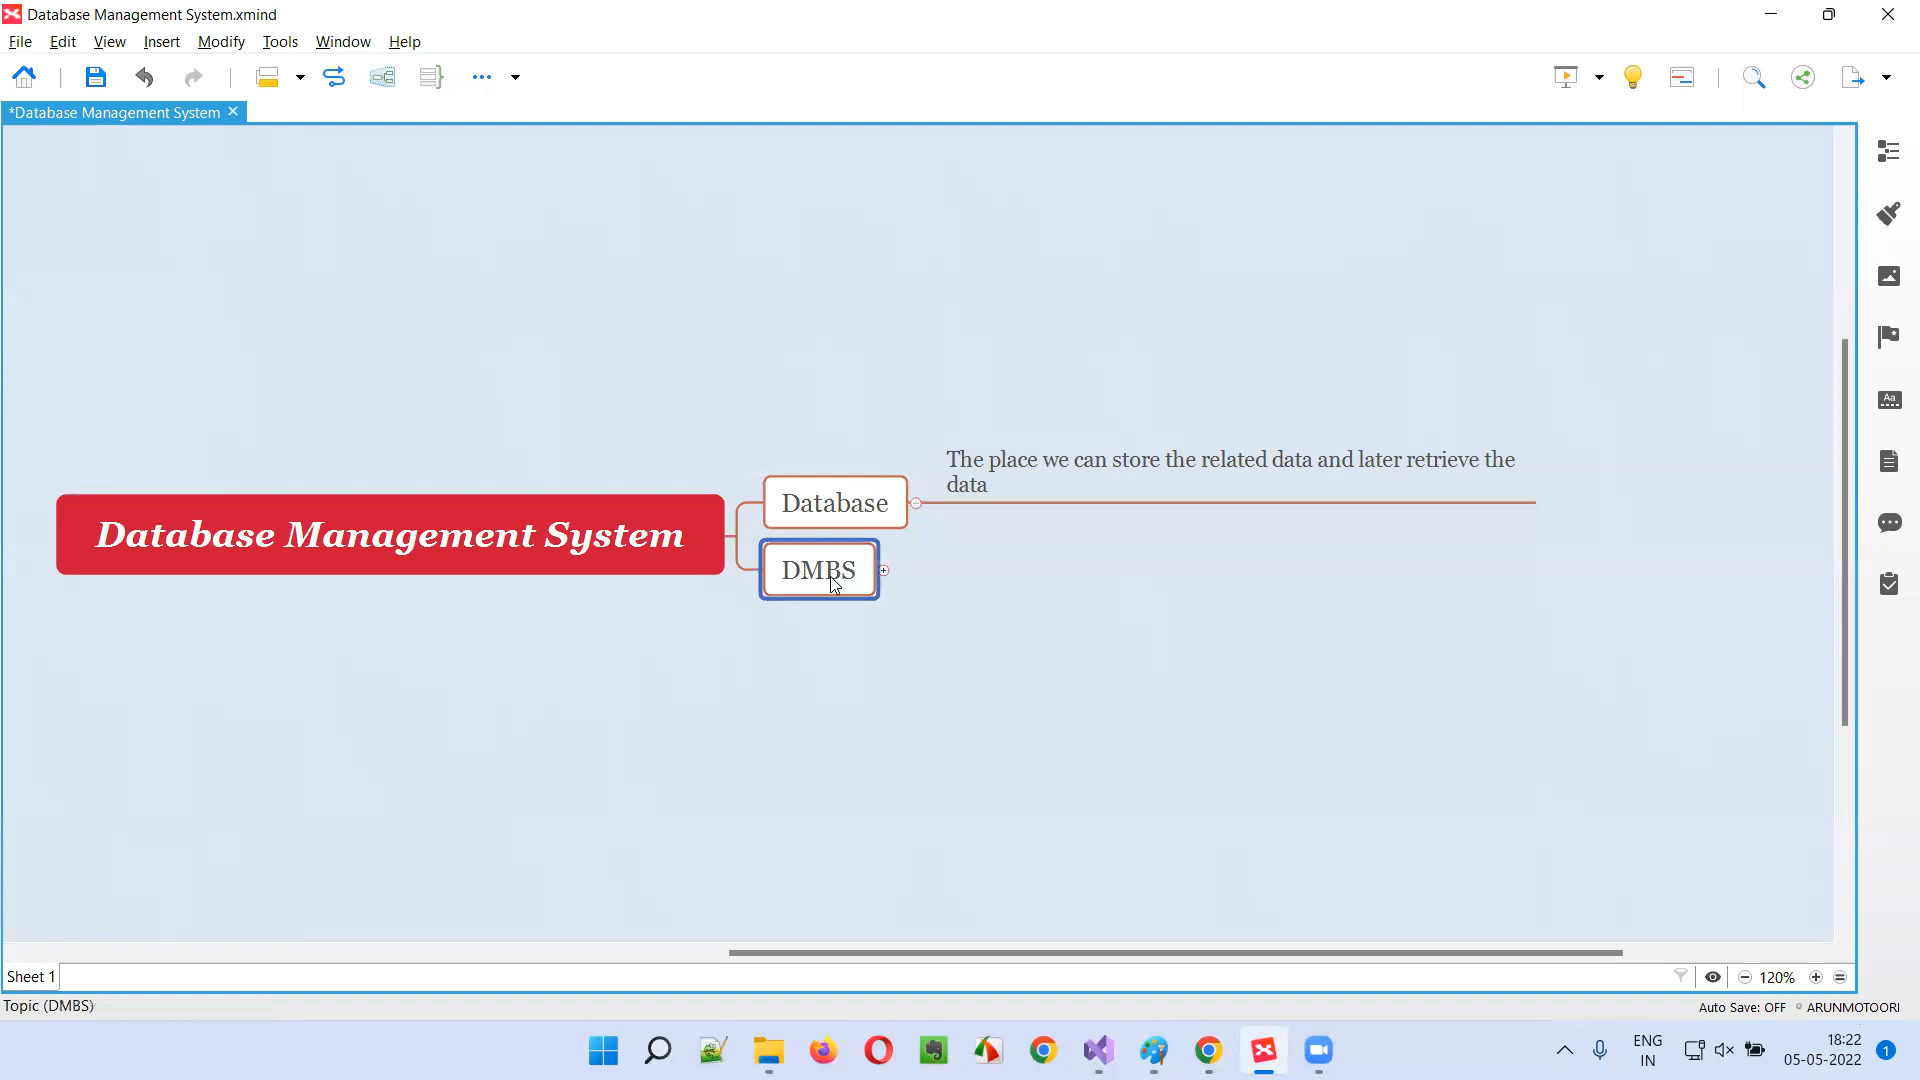 Database Management System.xmind
File Edit View Insert Modify Tools Window Help
*Database Management System
The place we can store the related data and later retrieve the
data
Database
Database Management System
DMBS
Sheet 1
120%
Topic (DMBS)
Auto Save: OFF
ARUNMOTOORI
Aa
ENG
IN
18:22
05-05-2022
1